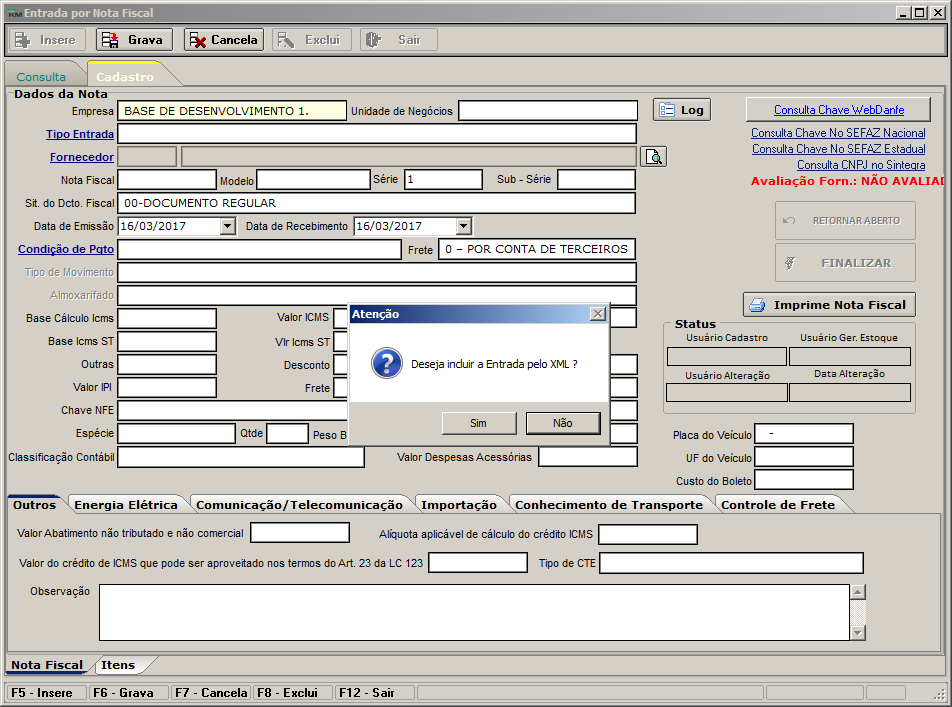 RM Entrada por Nota Fiscal
Insere Grava Cancela Exclui Sair
Consulta Cadastro
Dados da Nota
Empresa BASE DE DESENVOLVIMENTO 1. Unidade de Negócios Log Consulta Chave WebDanfe
Tipo Entrada Consulta Chave No SEFAZ Nacional
Consulta Chave No SEFAZ Estadual
Fornecedor Consulta CNPJ no Sintegra
Nota Fiscal Modelo Série 1 Sub - Série Avaliação Forn.: NÃO AVALIAD
Sit. do Dcto. Fiscal 00-DOCUMENTO REGULAR
Data de Emissão 16/03/2017 Data de Recebimento 16/03/2017 RETORNAR ABERTO
Condição de Pgto Frete 0 – POR CONTA DE TERCEIROS
Tipo de Movimento FINALIZAR
Almoxarifado
Imprime Nota Fiscal
Base Cálculo Icms Valor ICMS
Status
Base Icms ST Vlr Icms ST
Usuário Cadastro Usuário Ger. Estoque
Outras Desconto
Usuário Alteração Data Alteração
Valor IPI Frete
Chave NFE
Espécie Qtde Peso B
Placa do Veículo -
Classificação Contábil Valor Despesas Acessórias
UF do Veículo
Custo do Boleto
Atenção
Deseja incluir a Entrada pelo XML ?
Sim Não
Outros Energia Elétrica Comunicação/Telecomunicação Importação Conhecimento de Transporte Controle de Frete
Valor Abatimento não tributado e não comercial Alíquota aplicável de cálculo do crédito ICMS
Valor do crédito de ICMS que pode ser aproveitado nos termos do Art. 23 da LC 123 Tipo de CTE
Observação
Nota Fiscal Itens
F5 - Insere F6 - Grava F7 - Cancela F8 - Exclui F12 - Sair